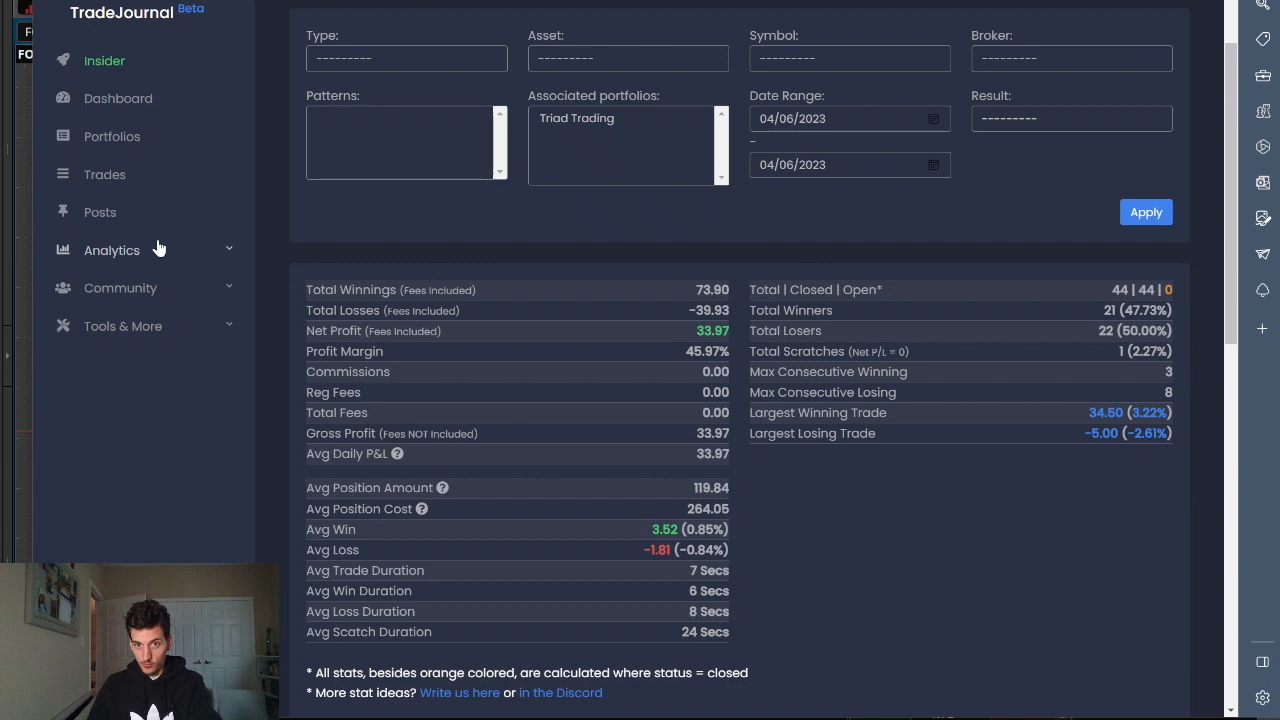 TradeJournal Beta
Insider
Dashboard
Portfolios
Trades
Posts
Analytics
Community
Tools & More
FO
Type:
Asset:
Symbol:
Broker:
---------
---------
---------
---------
Patterns:
Associated portfolios:
Date Range:
Result:
Triad Trading
04/06/2023
---------
–
04/06/2023
Apply
Total Winnings (Fees Included) 73.90
Total Losses (Fees Included) -39.93
Net Profit (Fees Included) 33.97
Profit Margin 45.97%
Commissions 0.00
Reg Fees 0.00
Total Fees 0.00
Gross Profit (Fees NOT Included) 33.97
Avg Daily P&L ? 33.97
Avg Position Amount ? 119.84
Avg Position Cost ? 264.05
Avg Win 3.52 (0.85%)
Avg Loss -1.81 (-0.84%)
Avg Trade Duration 7 Secs
Avg Win Duration 6 Secs
Avg Loss Duration 8 Secs
Avg Scatch Duration 24 Secs
Total | Closed | Open* 44 | 44 | 0
Total Winners 21 (47.73%)
Total Losers 22 (50.00%)
Total Scratches (Net P/L = 0) 1 (2.27%)
Max Consecutive Winning 3
Max Consecutive Losing 8
Largest Winning Trade 34.50 (3.22%)
Largest Losing Trade -5.00 (-2.61%)
* All stats, besides orange colored, are calculated where status = closed
* More stat ideas? Write us here or in the Discord